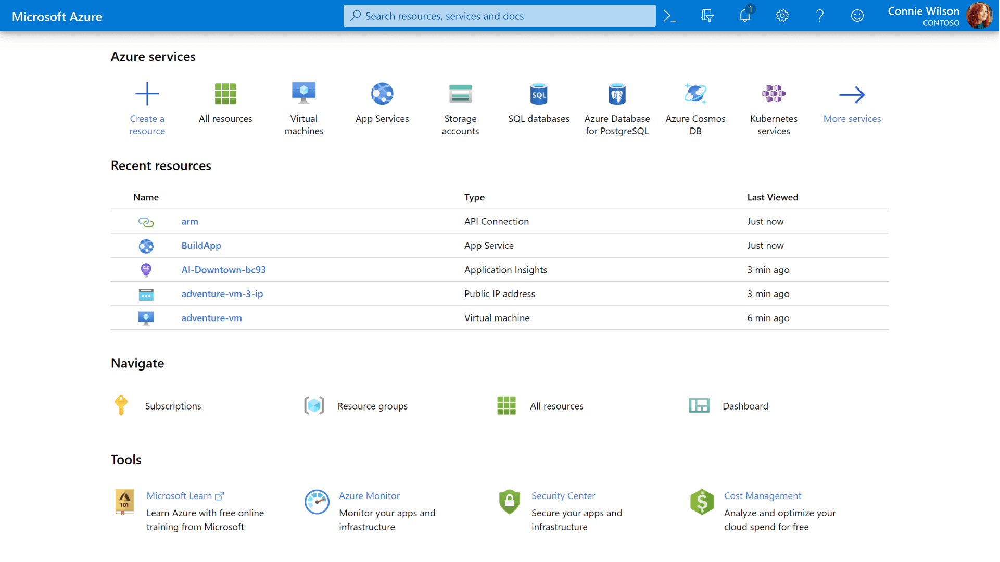 Microsoft Azure
Search resources, services and docs
1
Connie Wilson
CONTOSO
Azure services
Create a
resource
All resources
Virtual
machines
App Services
Storage
accounts
SQL
SQL databases
Azure Database
for PostgreSQL
Azure Cosmos
DB
Kubernetes
services
More services
Recent resources
Name Type Last Viewed
arm API Connection Just now
BuildApp App Service Just now
AI-Downtown-bc93 Application Insights 3 min ago
adventure-vm-3-ip Public IP address 3 min ago
adventure-vm Virtual machine 6 min ago
Navigate
Subscriptions
Resource groups
All resources
Dashboard
Tools
101
Microsoft Learn
Learn Azure with free online
training from Microsoft
Azure Monitor
Monitor your apps and
infrastructure
Security Center
Secure your apps and
infrastructure
$
Cost Management
Analyze and optimize your
cloud spend for free